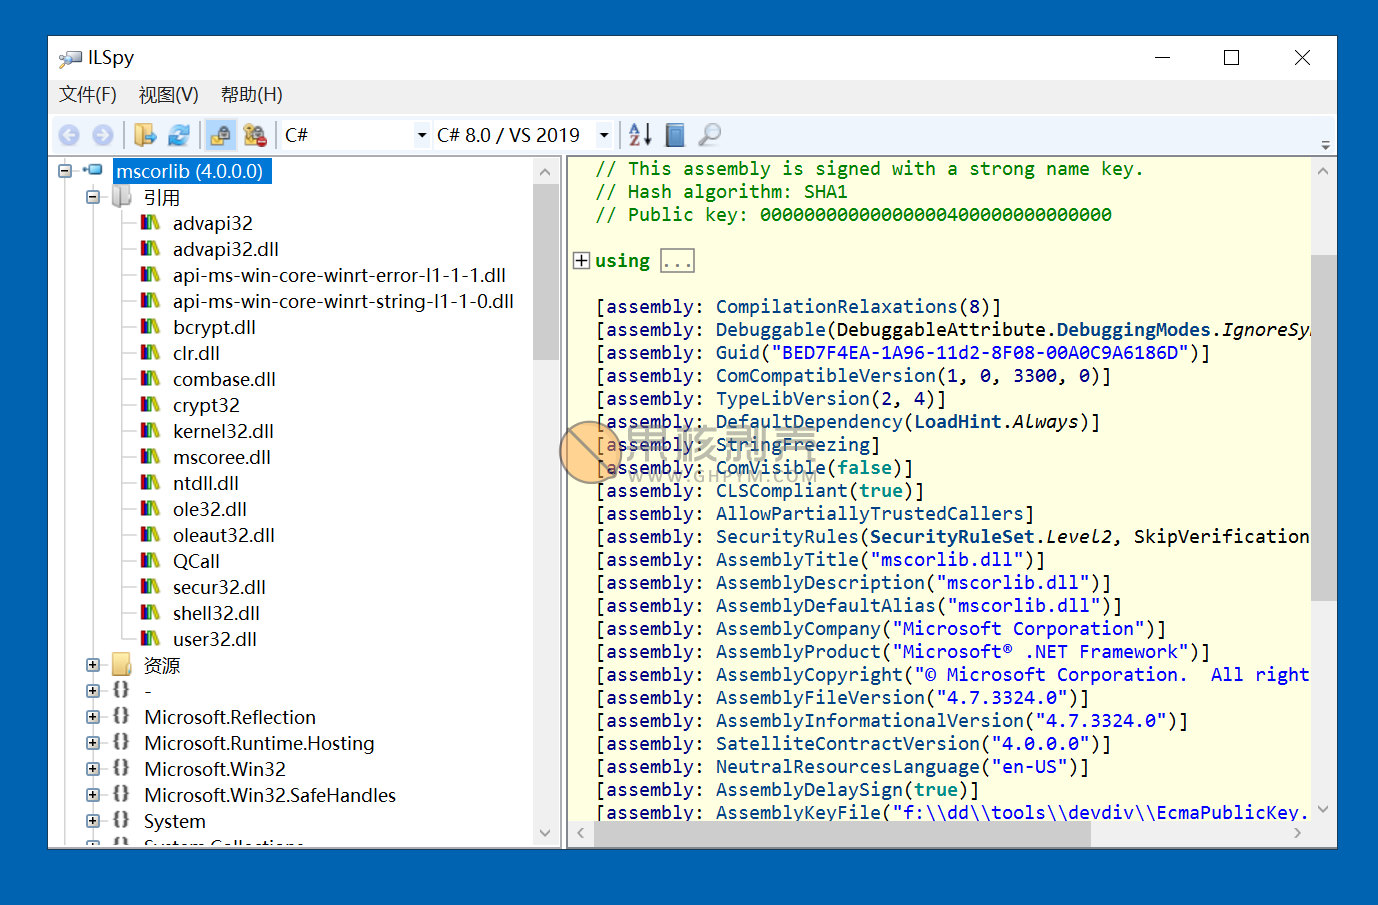 ILSpy
文件(F) 视图(V) 帮助(H)
C# C# 8.0 / VS 2019
mscorlib (4.0.0.0)
引用
advapi32
advapi32.dll
api-ms-win-core-winrt-error-l1-1-1.dll
api-ms-win-core-winrt-string-l1-1-0.dll
bcrypt.dll
clr.dll
combase.dll
crypt32
kernel32.dll
mscoree.dll
ntdll.dll
ole32.dll
oleaut32.dll
QCall
secur32.dll
shell32.dll
user32.dll
资源
-
Microsoft.Reflection
Microsoft.Runtime.Hosting
Microsoft.Win32
Microsoft.Win32.SafeHandles
System
System.Collections
// This assembly is signed with a strong name key.
// Hash algorithm: SHA1
// Public key: 00000000000000000400000000000000
using ...
[assembly: CompilationRelaxations(8)]
[assembly: Debuggable(DebuggableAttribute.DebuggingModes.IgnoreSy
[assembly: Guid("BED7F4EA-1A96-11d2-8F08-00A0C9A6186D")]
[assembly: ComCompatibleVersion(1, 0, 3300, 0)]
[assembly: TypeLibVersion(2, 4)]
[assembly: DefaultDependency(LoadHint.Always)]
[assembly: StringFreezing]
[assembly: ComVisible(false)]
[assembly: CLSCompliant(true)]
[assembly: AllowPartiallyTrustedCallers]
[assembly: SecurityRules(SecurityRuleSet.Level2, SkipVerification
[assembly: AssemblyTitle("mscorlib.dll")]
[assembly: AssemblyDescription("mscorlib.dll")]
[assembly: AssemblyDefaultAlias("mscorlib.dll")]
[assembly: AssemblyCompany("Microsoft Corporation")]
[assembly: AssemblyProduct("Microsoft® .NET Framework")]
[assembly: AssemblyCopyright("© Microsoft Corporation.  All right
[assembly: AssemblyFileVersion("4.7.3324.0")]
[assembly: AssemblyInformationalVersion("4.7.3324.0")]
[assembly: SatelliteContractVersion("4.0.0.0")]
[assembly: NeutralResourcesLanguage("en-US")]
[assembly: AssemblyDelaySign(true)]
[assembly: AssemblyKeyFile("f:\\dd\\tools\\devdiv\\EcmaPublicKey.
果核剥壳
WWW.GHPYM.COM